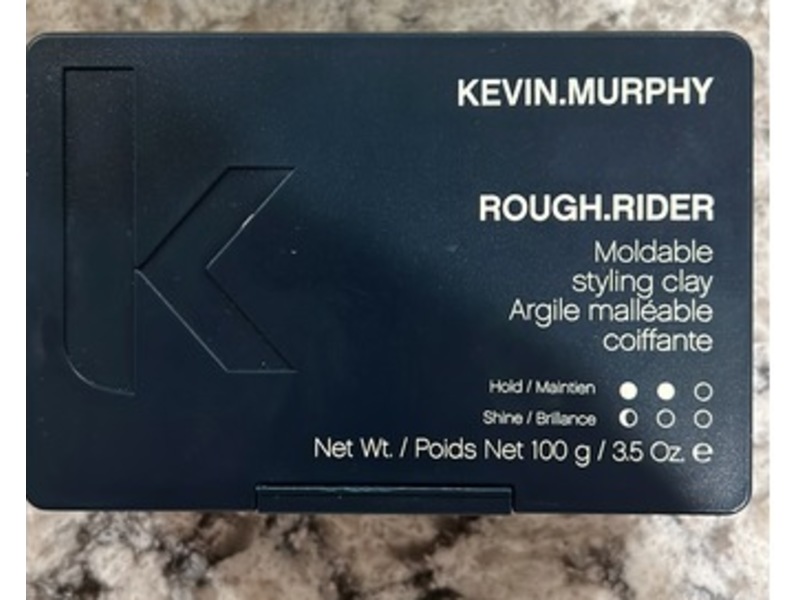 KEVIN.MURPHY
ROUGH.RIDER
Moldable
styling clay
Argile malléable
coiffante
Hold / Maintien
Shine / Brillance
Net Wt. / Poids Net 100 g / 3.5 Oz. ℮